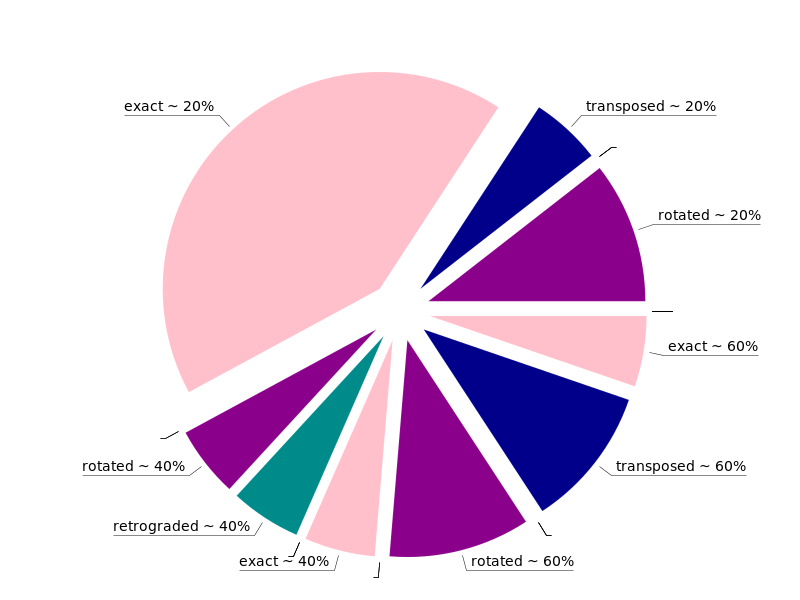 exact ~ 20%
transposed ~ 20%
rotated ~ 20%
exact ~ 60%
rotated ~ 40%
transposed ~ 60%
retrograded ~ 40%
exact ~ 40%
rotated ~ 60%